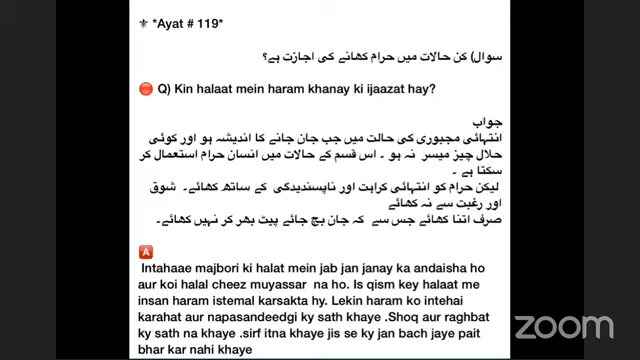 ⚜ *Ayat # 119*
سوال) کن حالات میں حرام کھانے کی اجازت ہے؟
🔴 Q) Kin halaat mein haram khanay ki ijaazat hay?
جواب
انتہائی مجبوری کی حالت میں جب جان جانے کا اندیشہ ہو اور کوئی
حلال چیز میسر نہ ہو ۔ اس قسم کے حالات میں انسان حرام استعمال کر
سکتا ہے ۔
لیکن حرام کو انتہائی کراہت اور ناپسندیدگی کے ساتھ کھائے۔ شوق
اور رغبت سے نہ کھائے
صرف اتنا کھائے جس سے کہ جان بچ جائے پیٹ بھر کر نہیں کھائے۔
🅰
Intahaae majbori ki halat mein jab jan janay ka andaisha ho
aur koi halal cheez muyassar na ho. Is qism key halaat me
insan haram istemal karsakta hy. Lekin haram ko intehai
karahat aur napasandeedgi ky sath khaye .Shoq aur raghbat
ky sath na khaye .sirf itna khaye jis se ky jan bach jaye pait
bhar kar nahi khaye
zoom